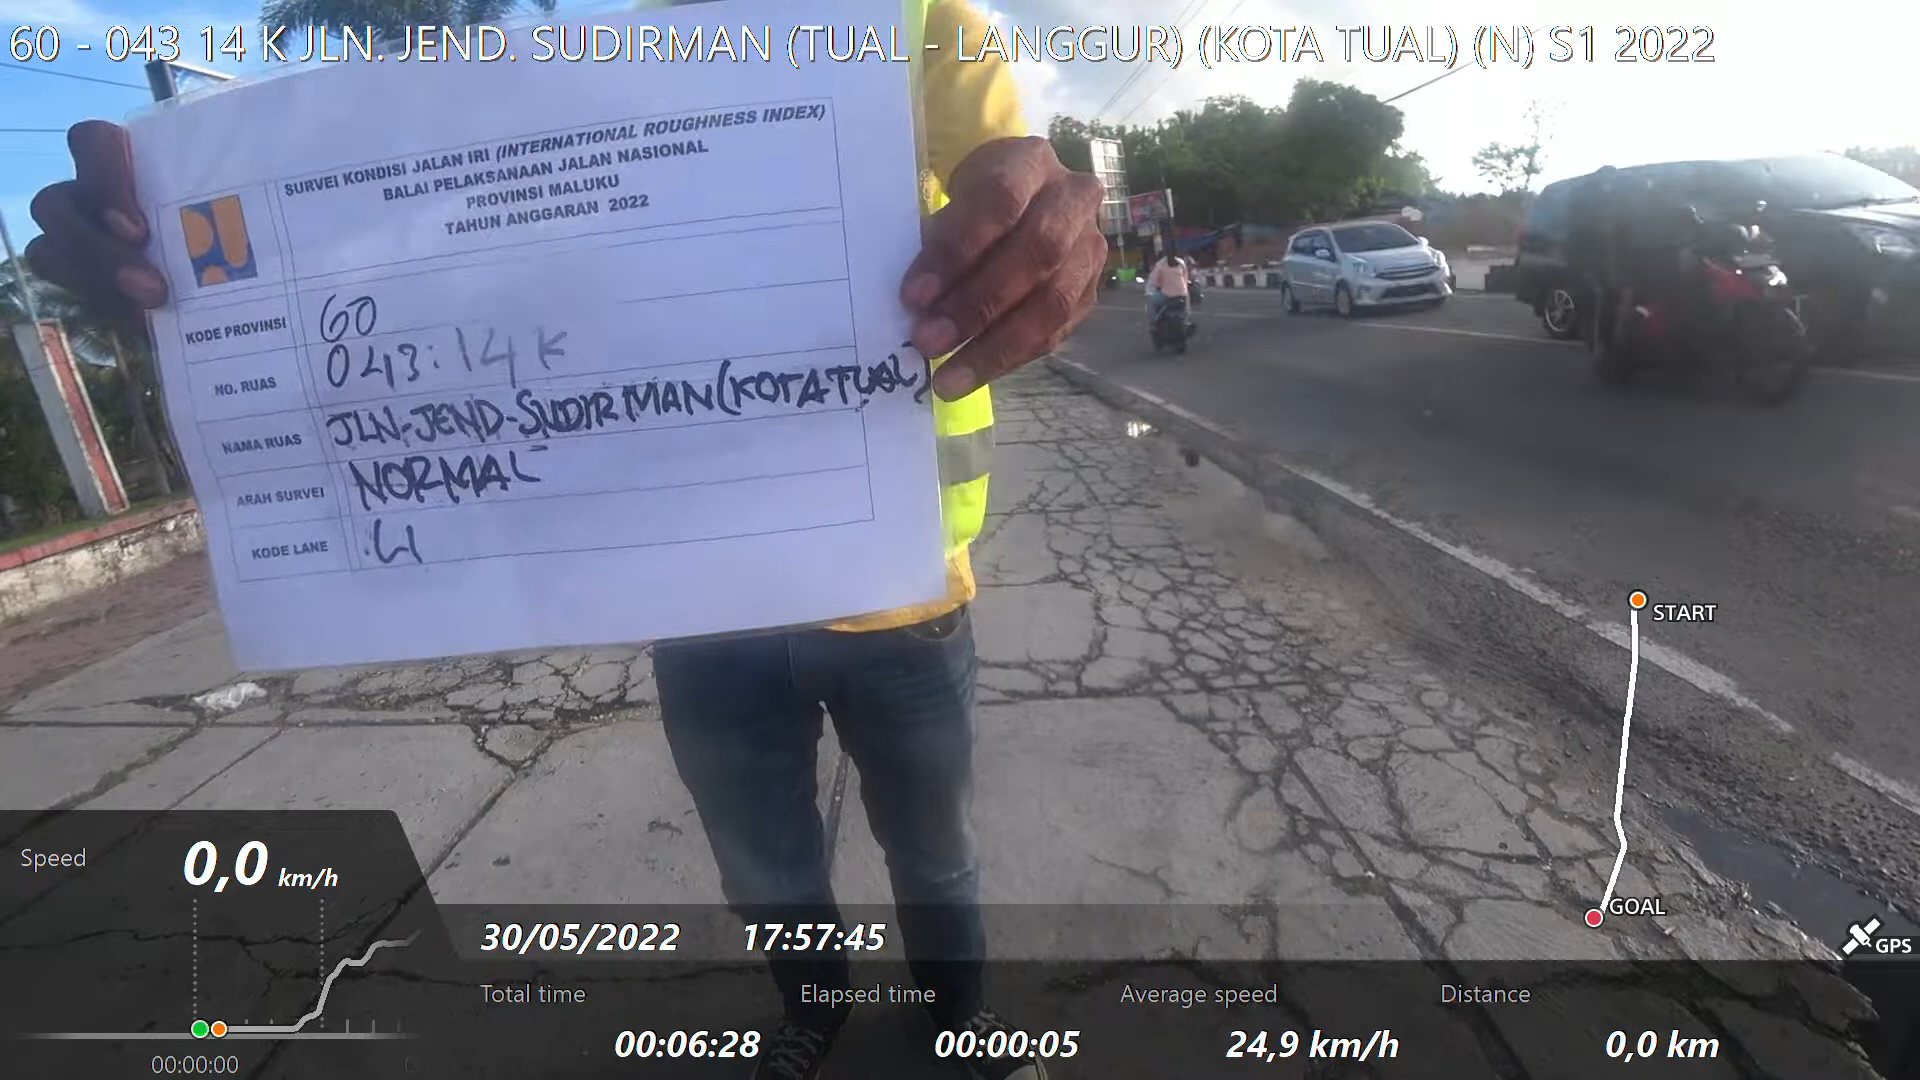 60 - 043 14 K JLN. JEND. SUDIRMAN (TUAL - LANGGUR) (KOTA TUAL) (N) S1 2022
SURVEI KONDISI JALAN IRI (INTERNATIONAL ROUGHNESS INDEX)
BALAI PELAKSANAAN JALAN NASIONAL
PROVINSI MALUKU
TAHUN ANGGARAN 2022
KODE PROVINSI 60
NO. RUAS 043:14 K
NAMA RUAS JLN-JEND-SUDIRMAN (KOTA TUAL)
ARAH SURVEI NORMAL
KODE LANE
START
GOAL
GPS
Speed 0,0 km/h
30/05/2022 17:57:45
Total time Elapsed time Average speed Distance
00:06:28 00:00:05 24,9 km/h 0,0 km
00:00:00